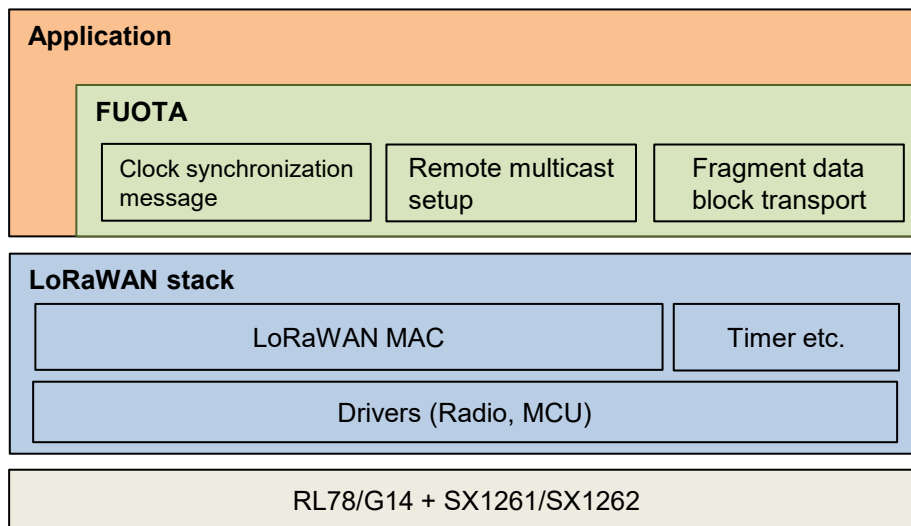 Application
FUOTA
Clock synchronization
message
Remote multicast
setup
Fragment data
block transport
LoRaWAN stack
LoRaWAN MAC
Timer etc.
Drivers (Radio, MCU)
RL78/G14 + SX1261/SX1262